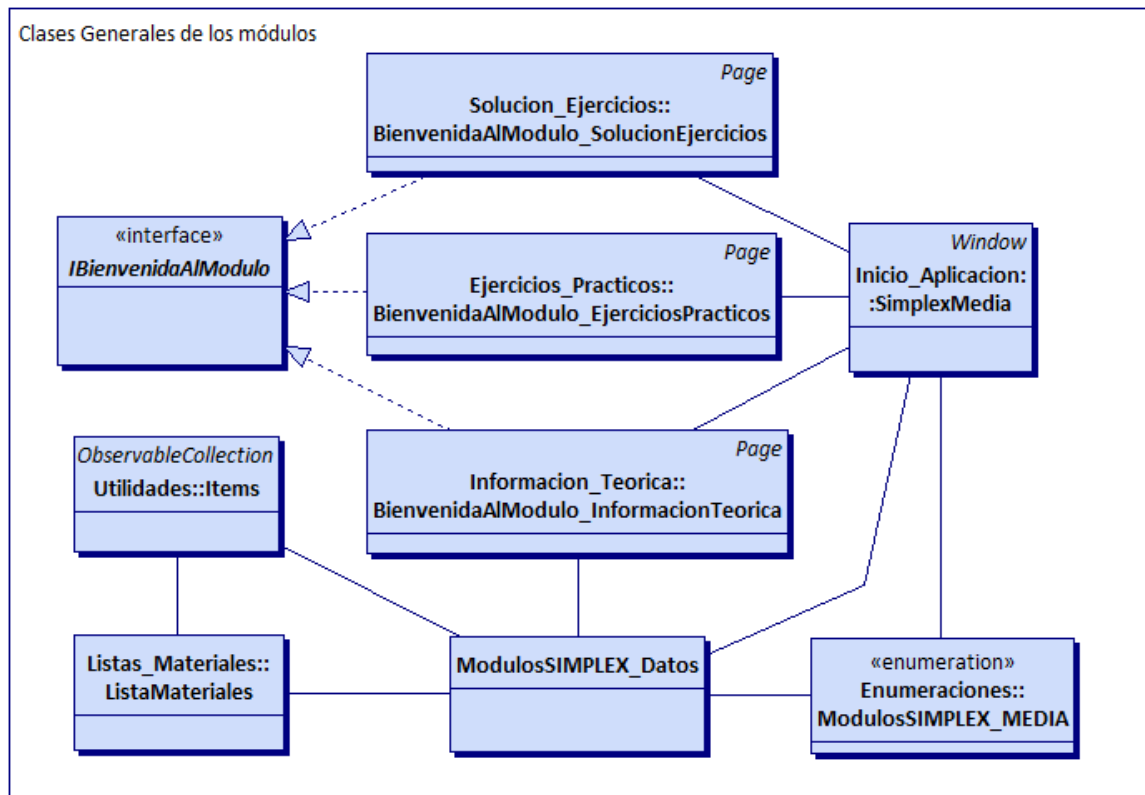 Clases Generales de los módulos
Page
Solucion_Ejercicios::
BienvenidaAlModulo_SolucionEjercicios
«interface»
IBienvenidaAlModulo
Page
Ejercicios_Practicos::
BienvenidaAlModulo_EjerciciosPracticos
Window
Inicio_Aplicacion:
:SimplexMedia
ObservableCollection
Utilidades::Items
Page
Informacion_Teorica::
BienvenidaAlModulo_InformacionTeorica
Listas_Materiales::
ListaMateriales
ModulosSIMPLEX_Datos
«enumeration»
Enumeraciones::
ModulosSIMPLEX_MEDIA